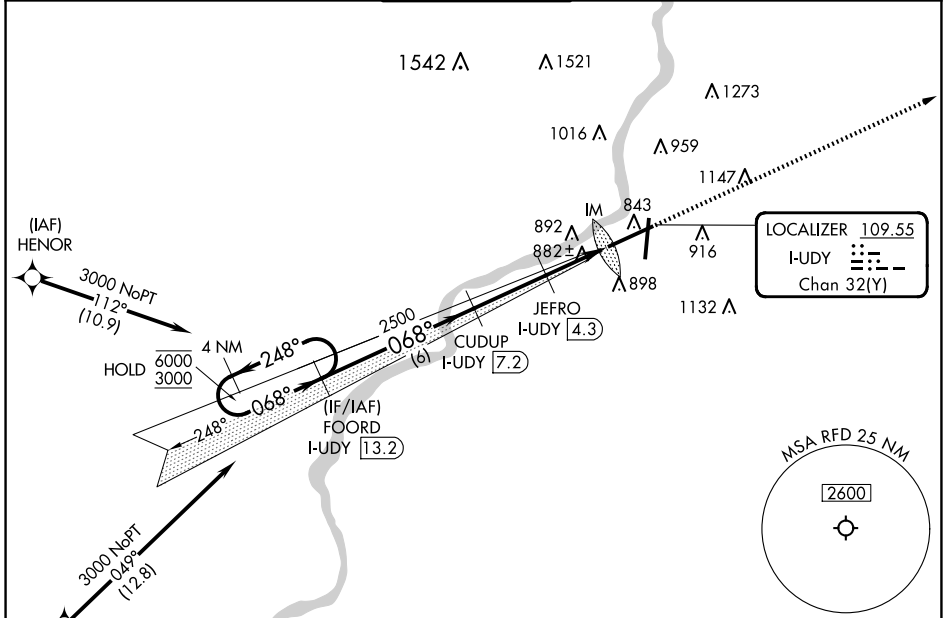 1542
1521
1273
1016
959
1147
IM
843
892
882±
916
898
1132
LOCALIZER 109.55
I-UDY
Chan 32(Y)
(IAF)
HENOR
3000 NoPT
112°
(10.9)
HOLD
6000
3000
4 NM
248°
068°
248°
2500
068°
(6)
JEFRO
I-UDY 4.3
CUDUP
I-UDY 7.2
(IF/IAF)
FOORD
I-UDY 13.2
3000 NoPT
049°
(12.8)
MSA RFD 25 NM
2600